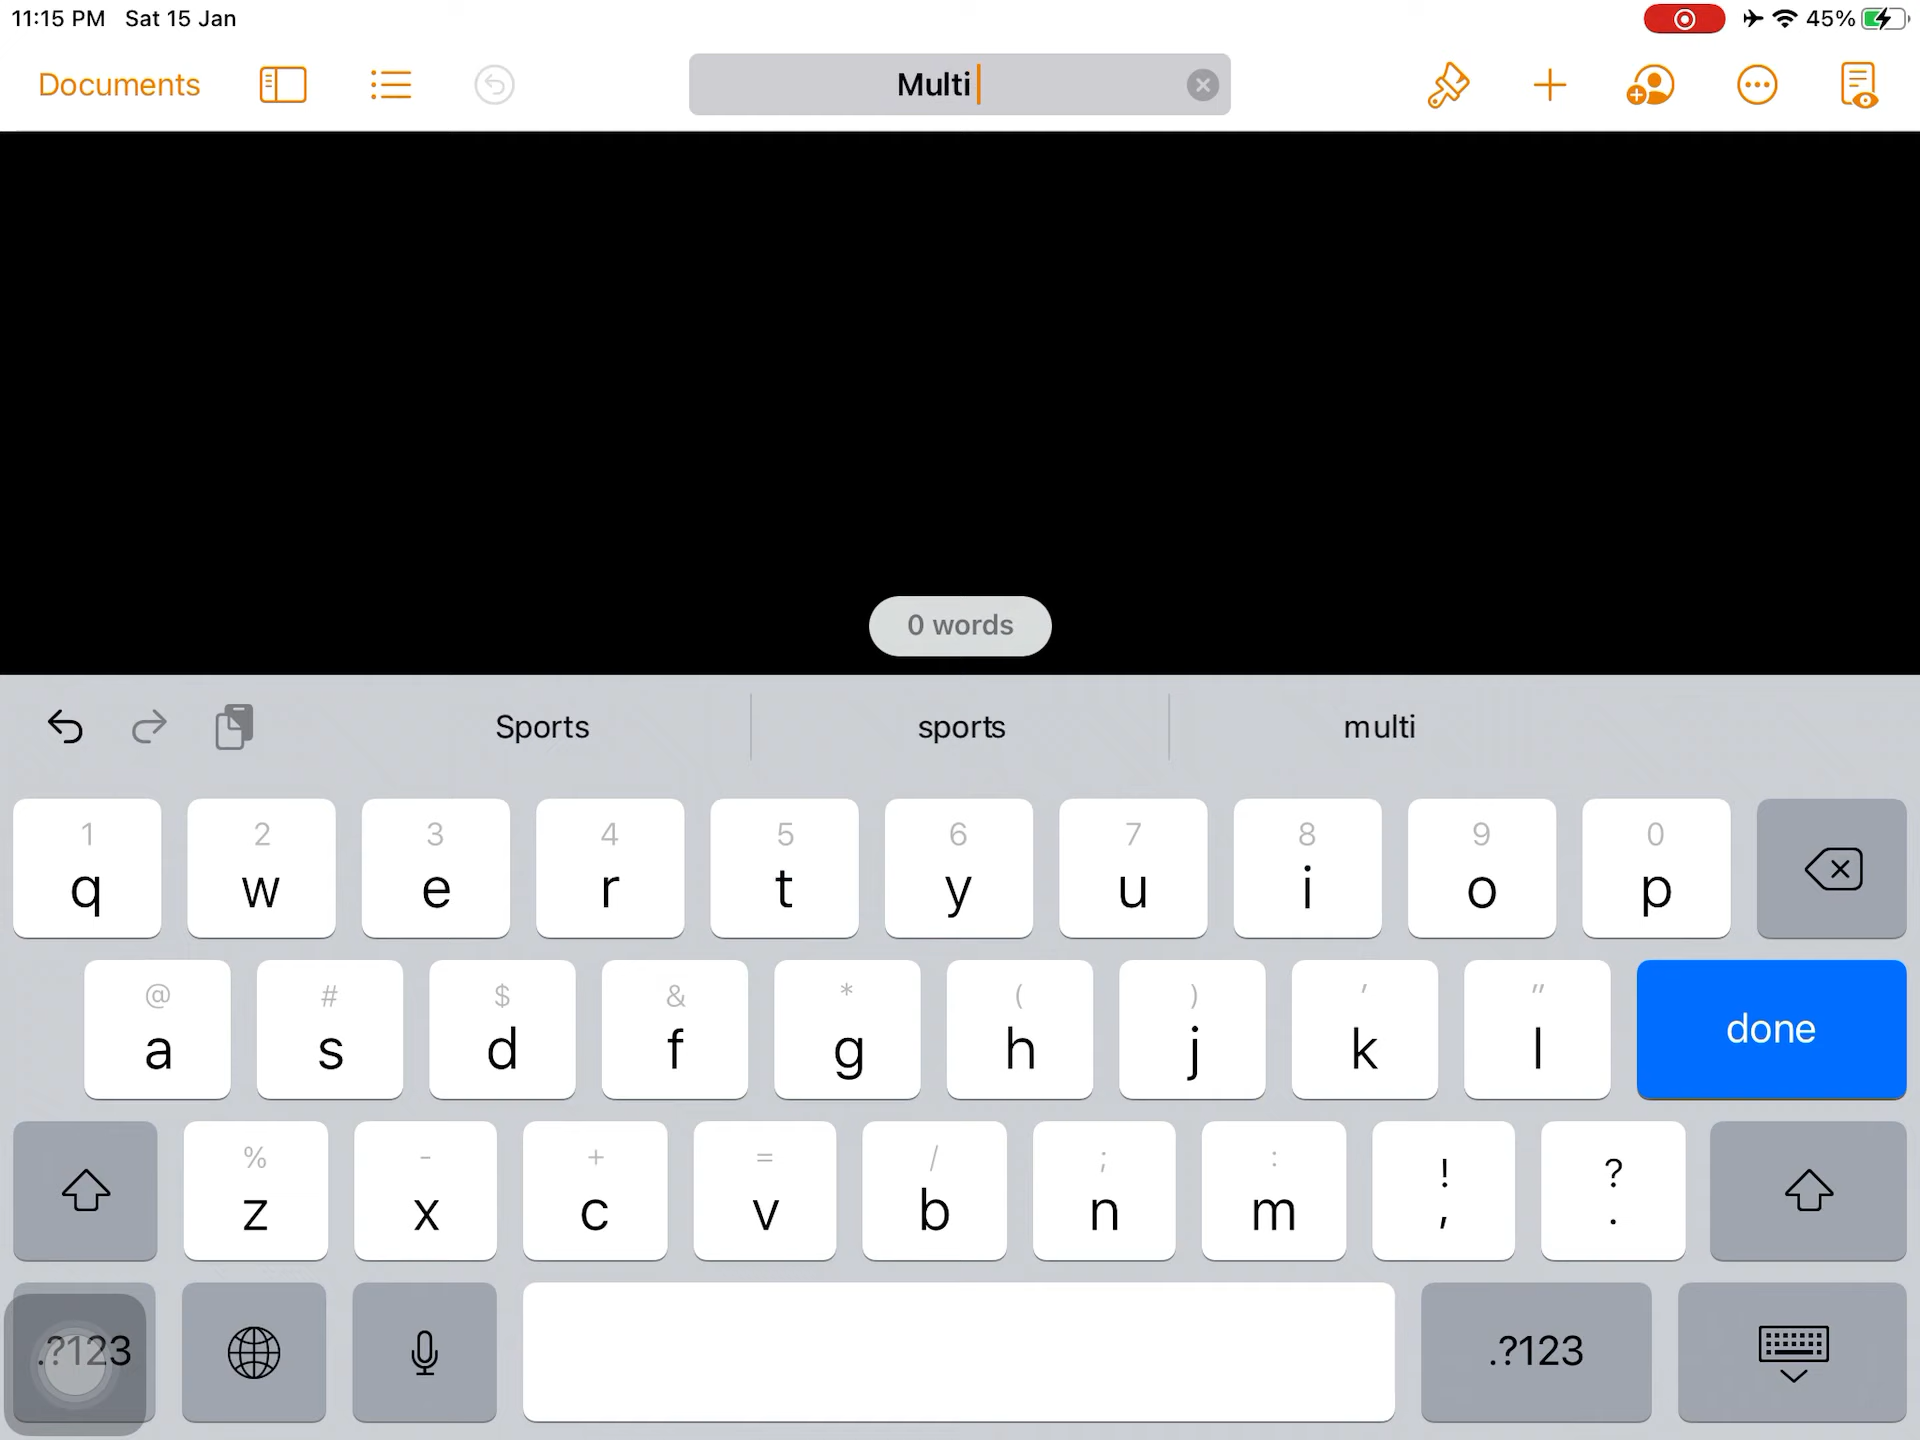 11:15 PM Sat 15 Jan 45%
Documents Multi
0 words
Sports sports multi
1 2 3 4 5 6 7 8 9 0
q w e r t y u i o p
@ # $ & * ( ) ' "
a s d f g h j k l done
% - + = / ; : ! ?
z x c v b n m , .
.?123 .?123